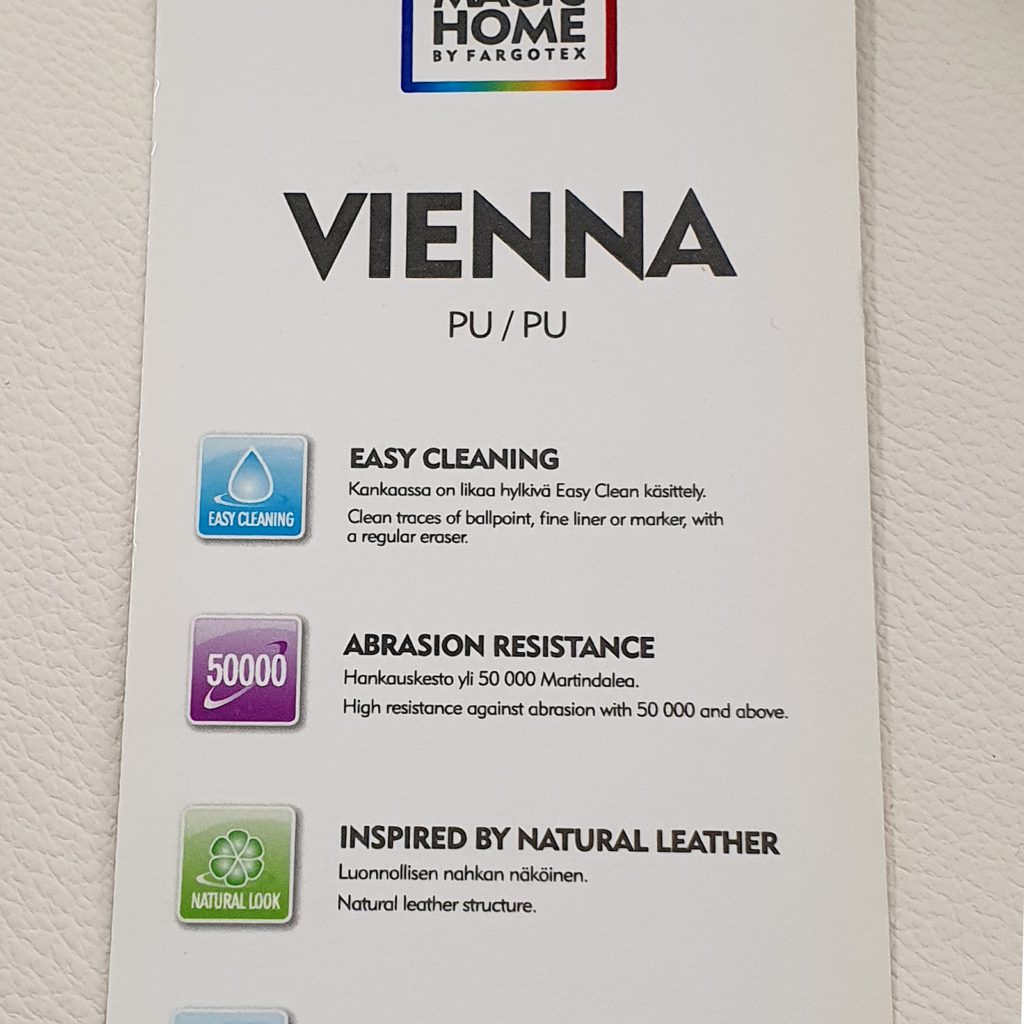 MAGIC
HOME
BY FARGOTEX
VIENNA
PU / PU
EASY CLEANING
EASY CLEANING
Kankaassa on likaa hylkivä Easy Clean käsittely.
Clean traces of ballpoint, fine liner or marker, with
a regular eraser.
50000
ABRASION RESISTANCE
Hankauskesto yli 50 000 Martindalea.
High resistance against abrasion with 50 000 and above.
NATURAL LOOK
INSPIRED BY NATURAL LEATHER
Luonnollisen nahkan näköinen.
Natural leather structure.